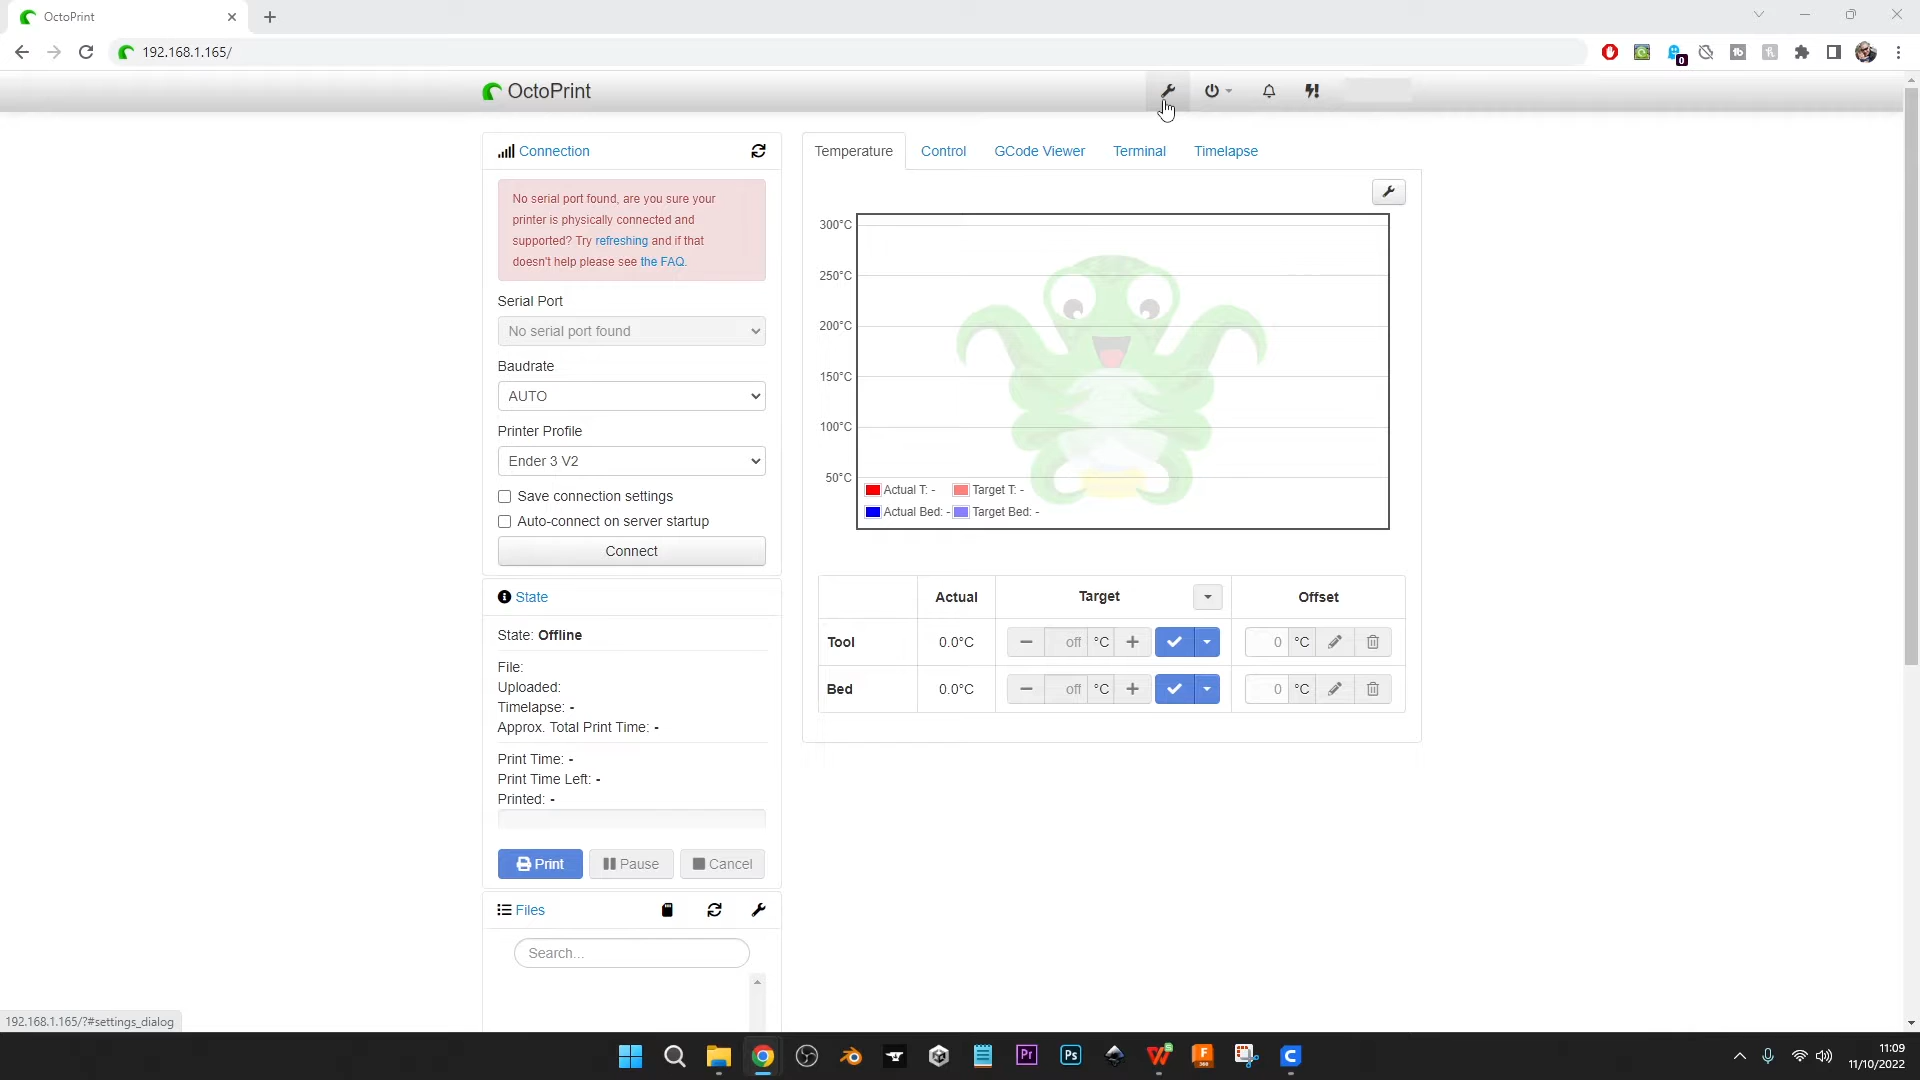 OctoPrint
192.168.1.165/
0
OctoPrint
Connection
No serial port found, are you sure your
printer is physically connected and
supported? Try refreshing and if that
doesn't help please see the FAQ.
Serial Port
No serial port found
Baudrate
AUTO
Printer Profile
Ender 3 V2
Save connection settings
Auto-connect on server startup
Connect
State
State: Offline
File:
Uploaded:
Timelapse: -
Approx. Total Print Time: -
Print Time: -
Print Time Left: -
Printed: -
Print Pause Cancel
Files
Search...
Temperature Control GCode Viewer Terminal Timelapse
300°C
250°C
200°C
150°C
100°C
50°C
Actual T: - Target T: -
Actual Bed: - Target Bed: -
Actual Target Offset
Tool 0.0°C off °C 0 °C
Bed 0.0°C off °C 0 °C
192.168.1.165/?#settings_dialog
Pr
Ps
11:09
11/10/2022